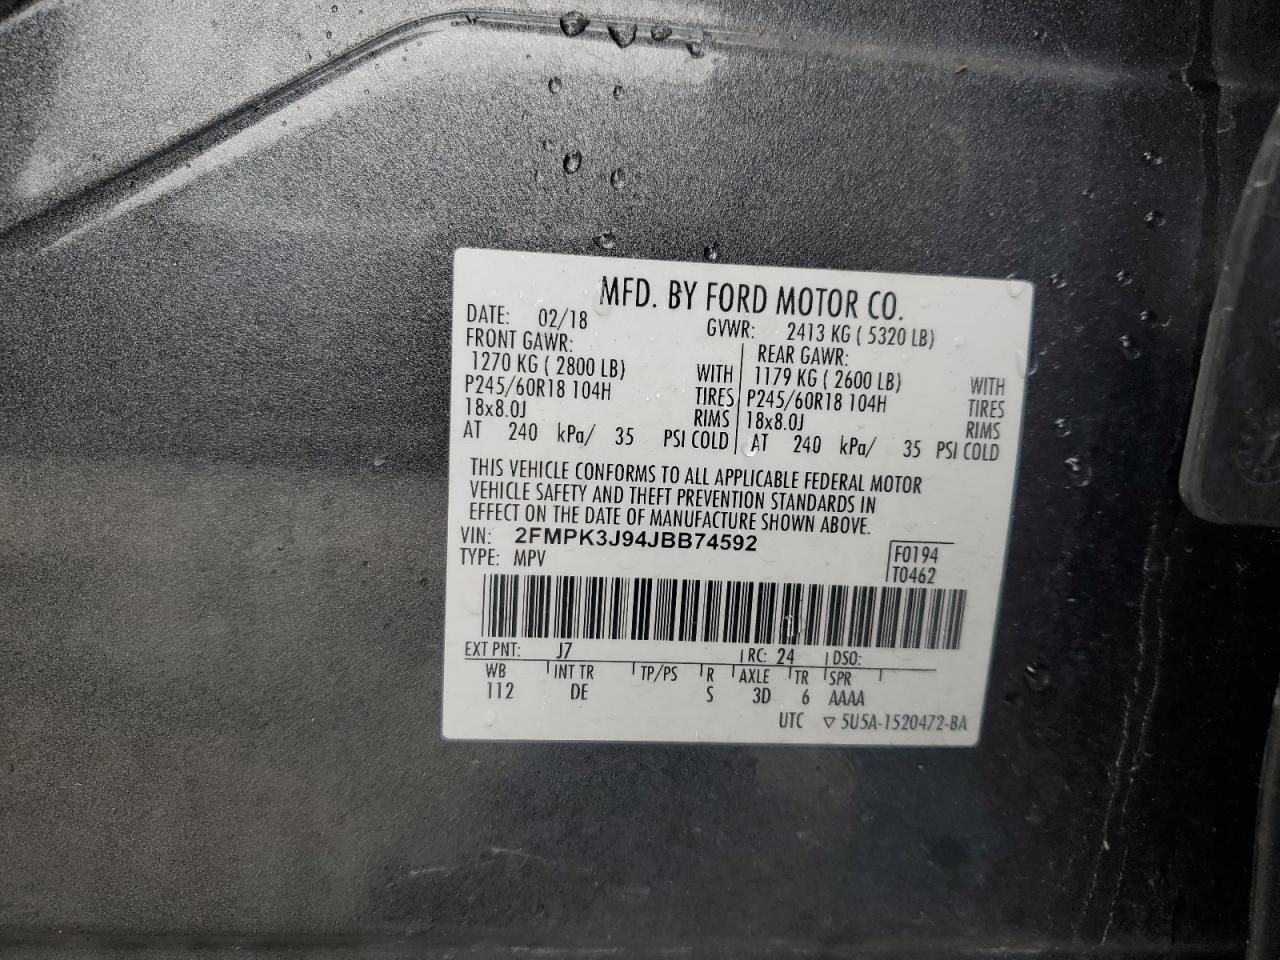 MFD. BY FORD MOTOR CO.
DATE: 02/18 GVWR: 2413 KG ( 5320 LB)
FRONT GAWR: REAR GAWR:
1270 KG ( 2800 LB) WITH 1179 KG ( 2600 LB) WITH
P245/60R18 104H TIRES P245/60R18 104H TIRES
18x8.0J RIMS 18x8.0J RIMS
AT 240 kPa/ 35 PSI COLD AT 240 kPa/ 35 PSI COLD
THIS VEHICLE CONFORMS TO ALL APPLICABLE FEDERAL MOTOR
VEHICLE SAFETY AND THEFT PREVENTION STANDARDS IN
EFFECT ON THE DATE OF MANUFACTURE SHOWN ABOVE.
VIN: 2FMPK3J94JBB74592 F0194
TYPE: MPV T0462
EXT PNT: J7 RC: 24 DSO:
WB INT TR TP/PS R AXLE TR SPR
112 DE S 3D 6 AAAA
UTC ▽ 5U5A-1520472-BA